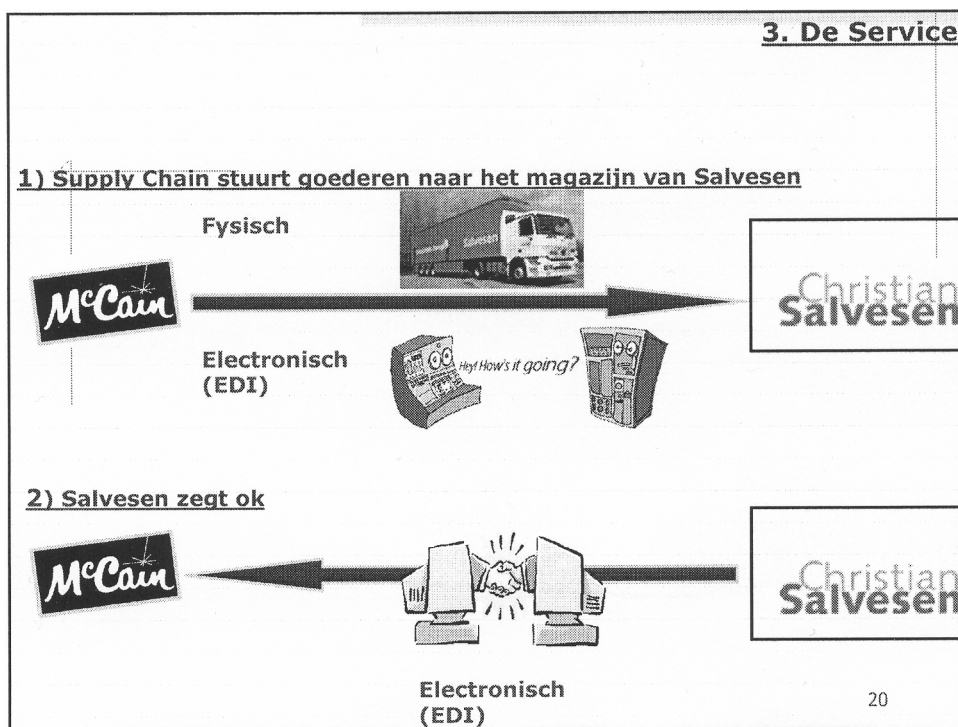 3. De Service
1) Supply Chain stuurt goederen naar het magazijn van Salvesen
Fysisch
Salvesen
McCain
Christian
Salvesen
Electronisch
(EDI)
Hey! How's it going?
2) Salvesen zegt ok
McCain
Christian
Salvesen
Electronisch
(EDI)
20